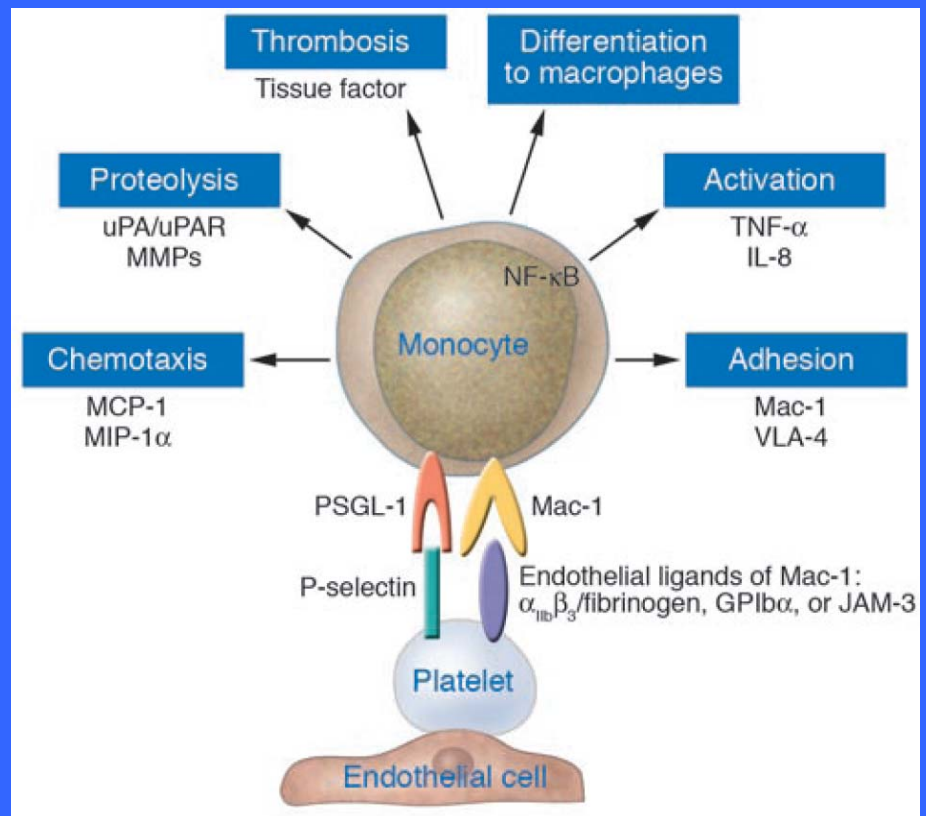 Thrombosis
Tissue factor
Differentiation
to macrophages
Proteolysis
uPA/uPAR
MMPs
Activation
TNF-α
IL-8
NF-κB
Monocyte
Chemotaxis
MCP-1
MIP-1α
Adhesion
Mac-1
VLA-4
PSGL-1
Mac-1
P-selectin
Endothelial ligands of Mac-1:
αIIbβ3/fibrinogen, GPIbα, or JAM-3
Platelet
Endothelial cell